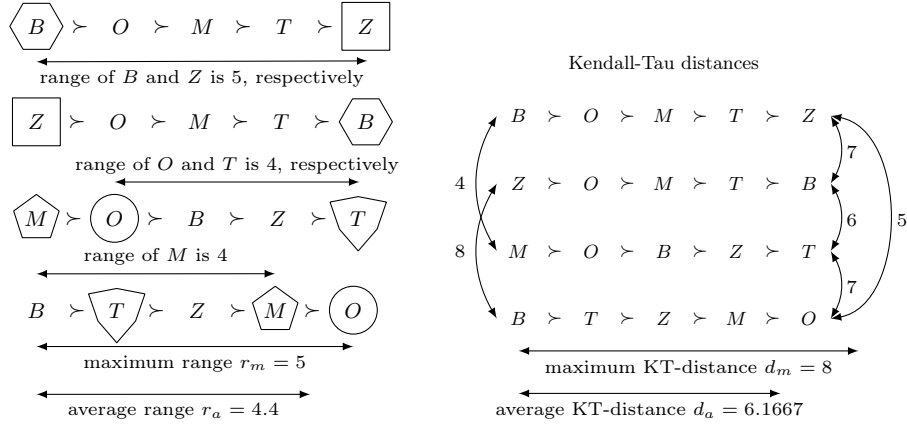 B ≻ O ≻ M ≻ T ≻ Z
range of B and Z is 5, respectively
Z ≻ O ≻ M ≻ T ≻ B
range of O and T is 4, respectively
M ≻ O ≻ B ≻ Z ≻ T
range of M is 4
B ≻ T ≻ Z ≻ M ≻ O
maximum range r_m = 5
average range r_a = 4.4
Kendall-Tau distances
B ≻ O ≻ M ≻ T ≻ Z
7
4
Z ≻ O ≻ M ≻ T ≻ B
6
5
8
M ≻ O ≻ B ≻ Z ≻ T
7
B ≻ T ≻ Z ≻ M ≻ O
maximum KT-distance d_m = 8
average KT-distance d_a = 6.1667